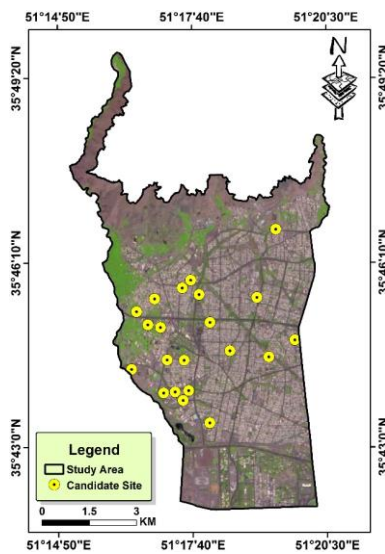 51°14'50"E 51°17'40"E 51°20'30"E
N
35°49'20"N 35°49'20"N
35°46'10"N 35°46'10"N
35°43'0"N 35°43'0"N
Legend
Study Area
Candidate Site
0 1.5 3
KM
51°14'50"E 51°17'40"E 51°20'30"E